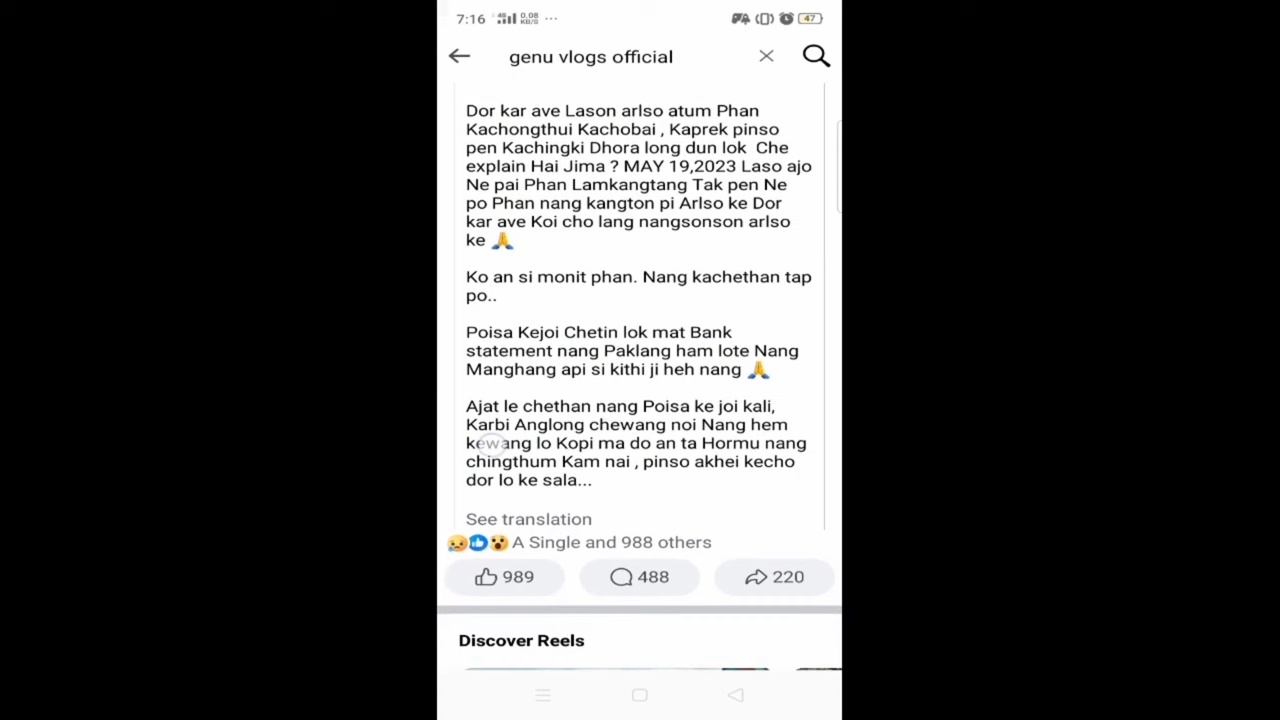 7:16 4G 0.08 KB/S ... 47
genu vlogs official
Dor kar ave Lason arlso atum Phan
Kachongthui Kachobai , Kaprek pinso
pen Kachingki Dhora long dun lok Che
explain Hai Jima ? MAY 19,2023 Laso ajo
Ne pai Phan Lamkangtang Tak pen Ne
po Phan nang kangton pi Arlso ke Dor
kar ave Koi cho lang nangsonson arlso
ke 🙏
Ko an si monit phan. Nang kachethan tap
po..
Poisa Kejoi Chetin lok mat Bank
statement nang Paklang ham lote Nang
Manghang api si kithi ji heh nang 🙏
Ajat le chethan nang Poisa ke joi kali,
Karbi Anglong chewang noi Nang hem
kewang lo Kopi ma do an ta Hormu nang
chingthum Kam nai , pinso akhei kecho
dor lo ke sala...
See translation
A Single and 988 others
989 488 220
Discover Reels